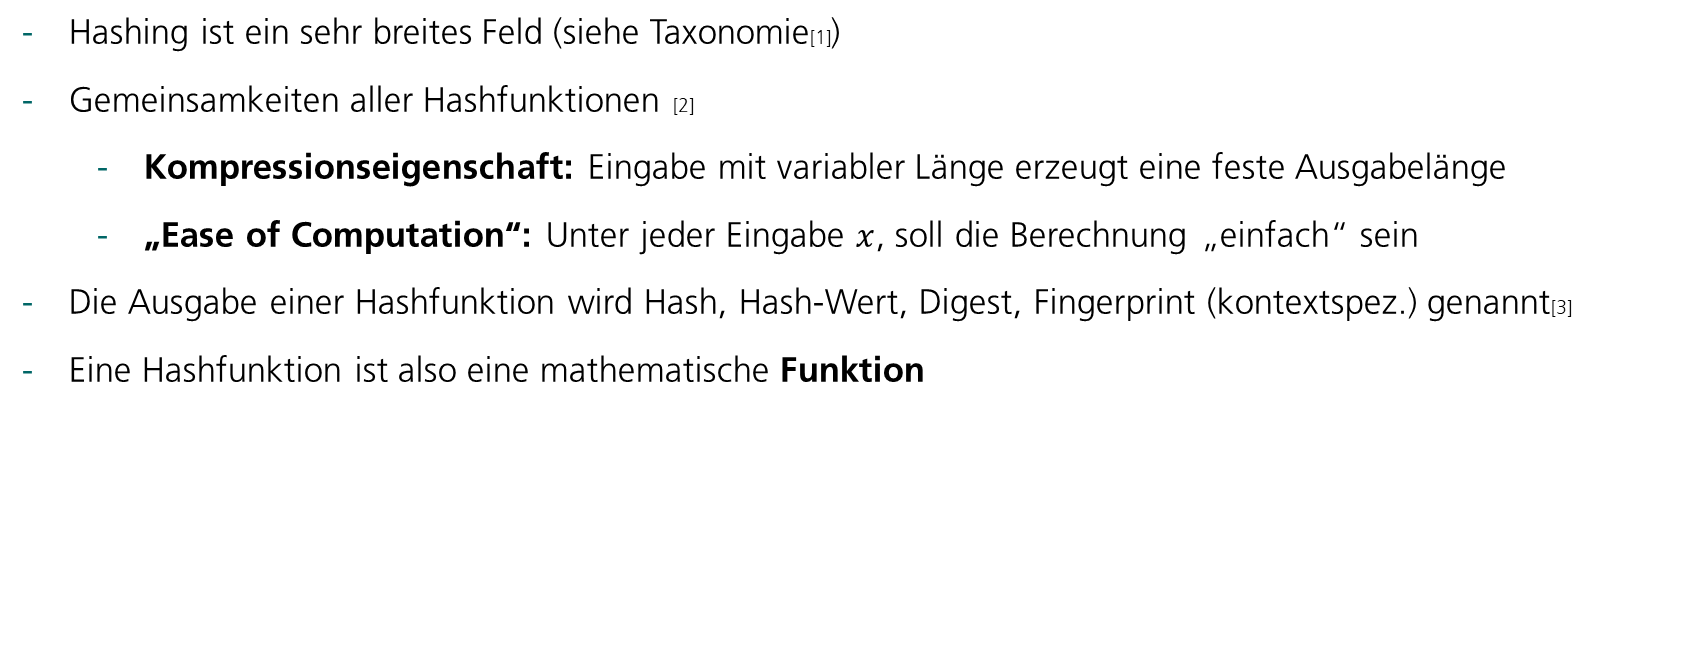 - Hashing ist ein sehr breites Feld (siehe Taxonomie[1])
- Gemeinsamkeiten aller Hashfunktionen [2]
- Kompressionseigenschaft: Eingabe mit variabler Länge erzeugt eine feste Ausgabelänge
- „Ease of Computation“: Unter jeder Eingabe x, soll die Berechnung „einfach“ sein
- Die Ausgabe einer Hashfunktion wird Hash, Hash-Wert, Digest, Fingerprint (kontextspez.) genannt[3]
- Eine Hashfunktion ist also eine mathematische Funktion